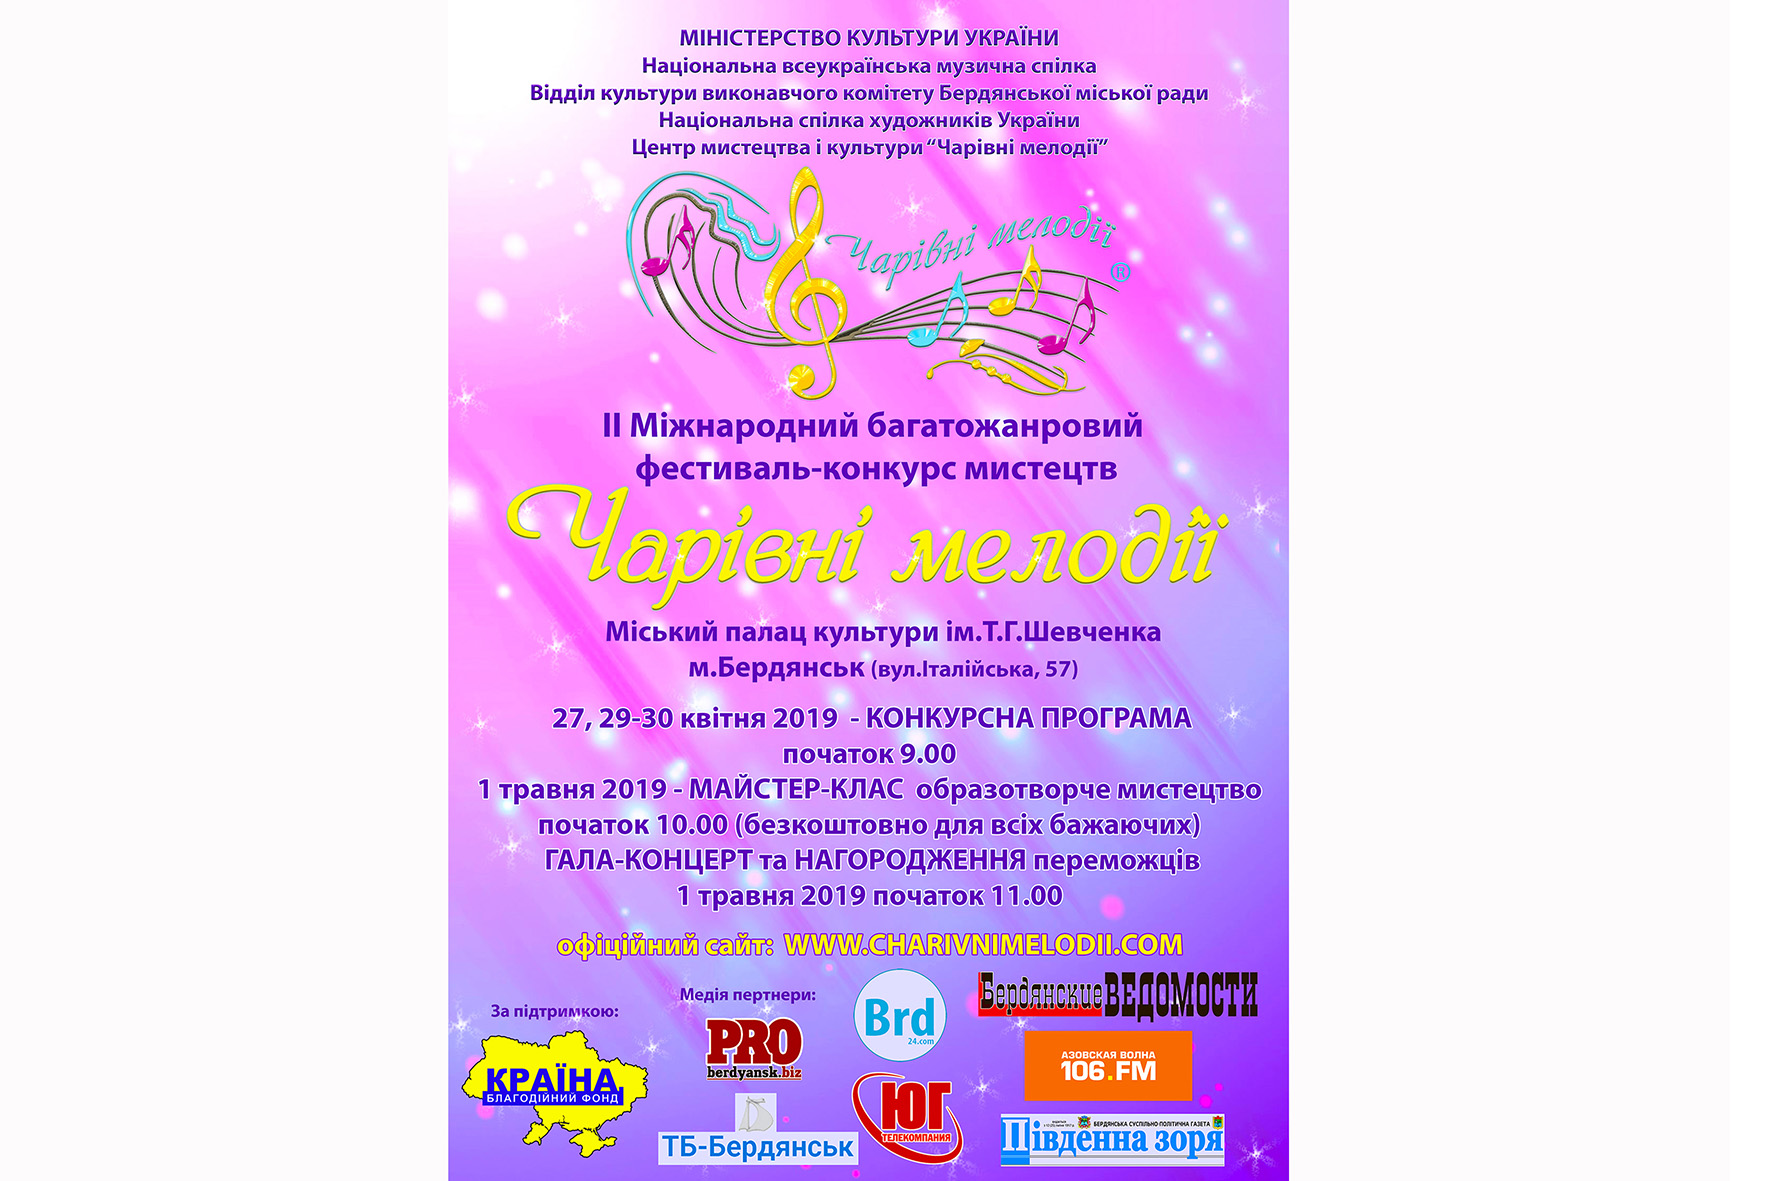 МІНІСТЕРСТВО КУЛЬТУРИ УКРАЇНИ
Національна всеукраїнська музична спілка
Відділ культури виконавчого комітету Бердянської міської ради
Національна спілка художників України
Центр мистецтва і культури “Чарівні мелодії”
Чарівні мелодії
®
II Міжнародний багатожанровий
фестиваль-конкурс мистецтв
Чарівні мелодії
Міський палац культури ім.Т.Г.Шевченка
м.Бердянськ (вул.Італійська, 57)
27, 29-30 квітня 2019 - КОНКУРСНА ПРОГРАМА
початок 9.00
1 травня 2019 - МАЙСТЕР-КЛАС образотворче мистецтво
початок 10.00 (безкоштовно для всіх бажаючих)
ГАЛА-КОНЦЕРТ та НАГОРОДЖЕННЯ переможців
1 травня 2019 початок 11.00
офіційний сайт: WWW.CHARIVNIMELODII.COM
За підтримкою:
КРАЇНА
БЛАГОДІЙНИЙ ФОНД
Медія пертнери:
PRO
berdyansk.biz
ТБ-Бердянськ
Brd
24.com
ЮГ
ТЕЛЕКОМПАНИЯ
Бердянские ВЕДОМОСТИ
АЗОВСКАЯ ВОЛНА
106.FM
БЕРДЯНСЬКА СУСПІЛЬНО ПОЛІТИЧНА ГАЗЕТА
Південна зоря